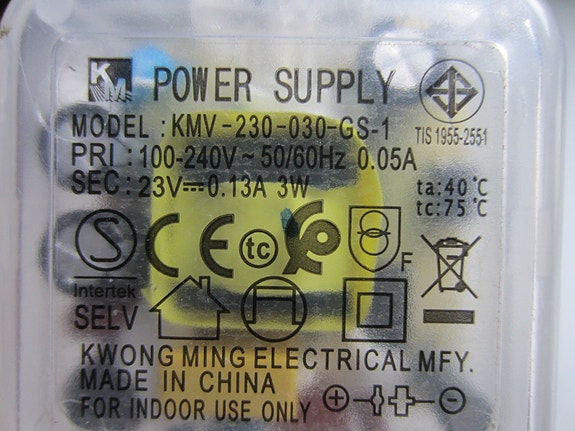 KM POWER SUPPLY
TIS 1955-2551
MODEL : KMV-230-030-GS-1
PRI : 100-240V ~ 50/60Hz 0.05A
SEC : 23V⎓0.13A 3W
ta:40°C
tc:75°C
S CE tc
F
Intertek
SELV
KWONG MING ELECTRICAL MFY.
MADE IN CHINA
FOR INDOOR USE ONLY